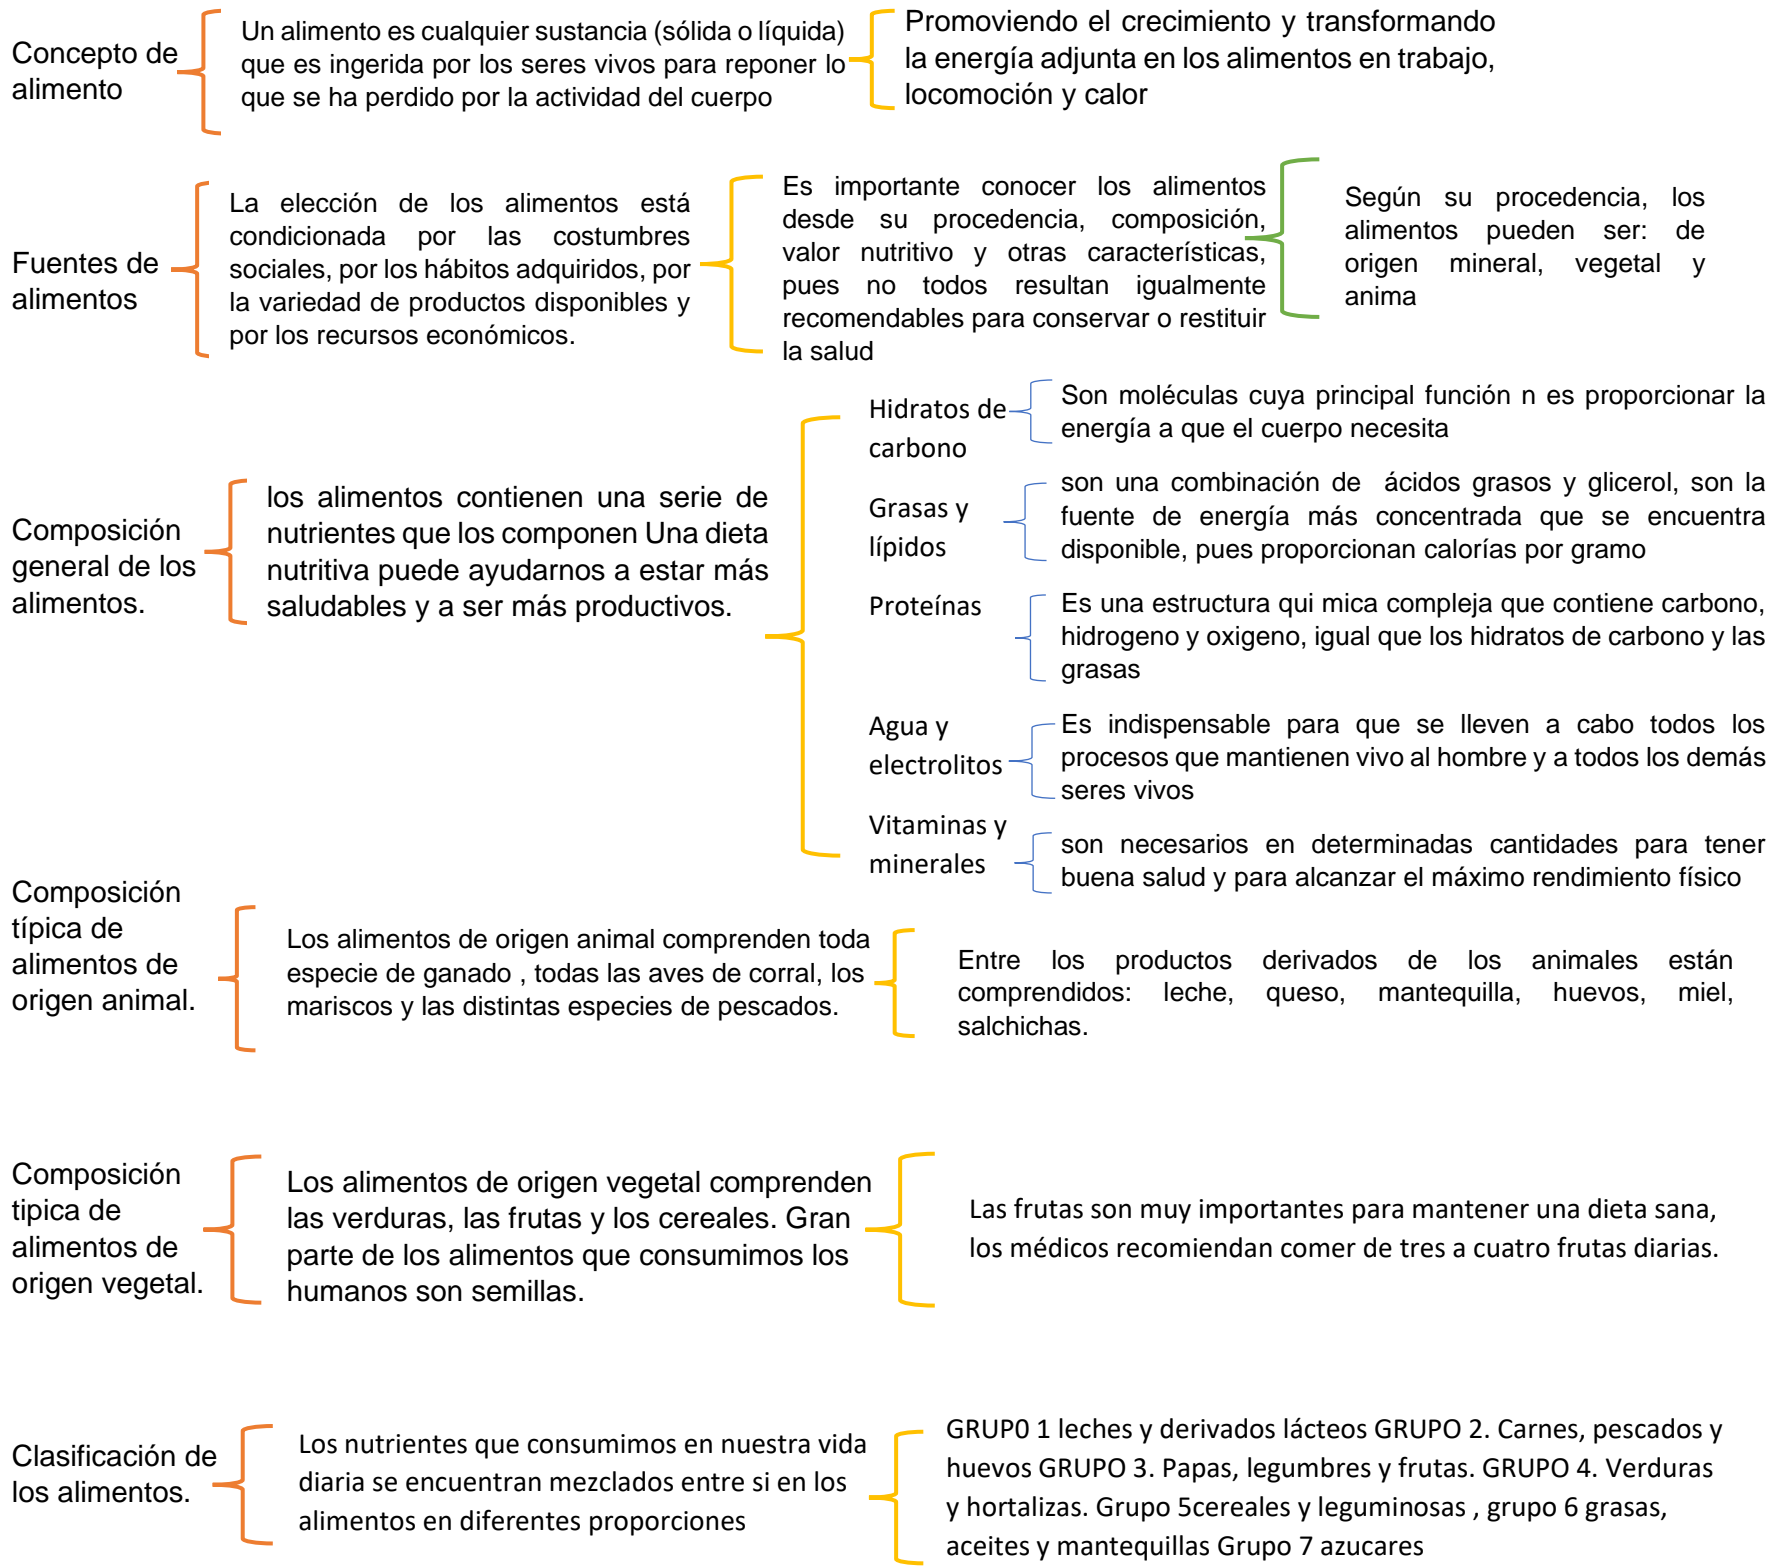 Concepto de
alimento
Un alimento es cualquier sustancia (sólida o líquida)
que es ingerida por los seres vivos para reponer lo
que se ha perdido por la actividad del cuerpo
Promoviendo el crecimiento y transformando
la energía adjunta en los alimentos en trabajo,
locomoción y calor
Fuentes de
alimentos
La elección de los alimentos está
condicionada por las costumbres
sociales, por los hábitos adquiridos, por
la variedad de productos disponibles y
por los recursos económicos.
Es importante conocer los alimentos
desde su procedencia, composición,
valor nutritivo y otras características,
pues no todos resultan igualmente
recomendables para conservar o restituir
la salud
Según su procedencia, los
alimentos pueden ser: de
origen mineral, vegetal y
anima
Composición
general de los
alimentos.
los alimentos contienen una serie de
nutrientes que los componen Una dieta
nutritiva puede ayudarnos a estar más
saludables y a ser más productivos.
Hidratos de
carbono
Son moléculas cuya principal función n es proporcionar la
energía a que el cuerpo necesita
Grasas y
lípidos
son una combinación de ácidos grasos y glicerol, son la
fuente de energía más concentrada que se encuentra
disponible, pues proporcionan calorías por gramo
Proteínas
Es una estructura qui mica compleja que contiene carbono,
hidrogeno y oxigeno, igual que los hidratos de carbono y las
grasas
Agua y
electrolitos
Es indispensable para que se lleven a cabo todos los
procesos que mantienen vivo al hombre y a todos los demás
seres vivos
Vitaminas y
minerales
son necesarios en determinadas cantidades para tener
buena salud y para alcanzar el máximo rendimiento físico
Composición
típica de
alimentos de
origen animal.
Los alimentos de origen animal comprenden toda
especie de ganado , todas las aves de corral, los
mariscos y las distintas especies de pescados.
Entre los productos derivados de los animales están
comprendidos: leche, queso, mantequilla, huevos, miel,
salchichas.
Composición
tipica de
alimentos de
origen vegetal.
Los alimentos de origen vegetal comprenden
las verduras, las frutas y los cereales. Gran
parte de los alimentos que consumimos los
humanos son semillas.
Las frutas son muy importantes para mantener una dieta sana,
los médicos recomiendan comer de tres a cuatro frutas diarias.
Clasificación de
los alimentos.
Los nutrientes que consumimos en nuestra vida
diaria se encuentran mezclados entre si en los
alimentos en diferentes proporciones
GRUP0 1 leches y derivados lácteos GRUPO 2. Carnes, pescados y
huevos GRUPO 3. Papas, legumbres y frutas. GRUPO 4. Verduras
y hortalizas. Grupo 5cereales y leguminosas , grupo 6 grasas,
aceites y mantequillas Grupo 7 azucares